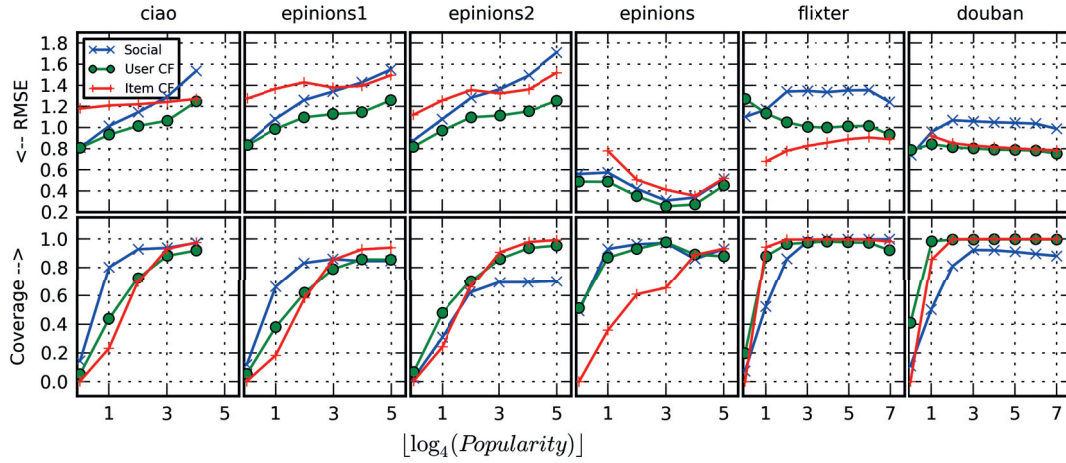 ciao epinions1 epinions2 epinions flixter douban
Social
User CF
Item CF
<-- RMSE
1.8
1.6
1.4
1.2
1.0
0.8
0.6
0.4
0.2
Coverage -->
1.0
0.8
0.6
0.4
0.2
0.0
1 3 5 1 3 5 1 3 5 1 3 5 1 3 5 7 1 3 5 7
⌊log₄(Popularity)⌋